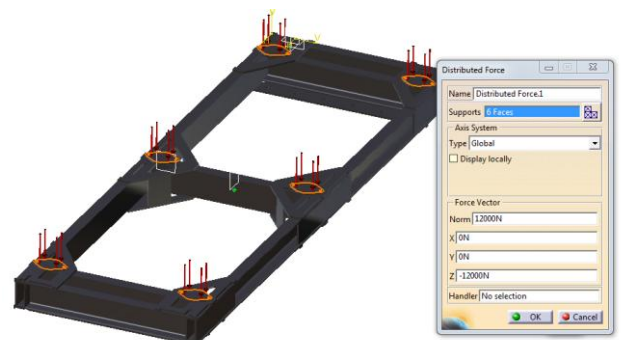 Distributed Force
Name Distributed Force.1
Supports 6 Faces
Axis System
Type Global
Display locally
Force Vector
Norm 12000N
X 0N
Y 0N
Z -12000N
Handler No selection
OK Cancel